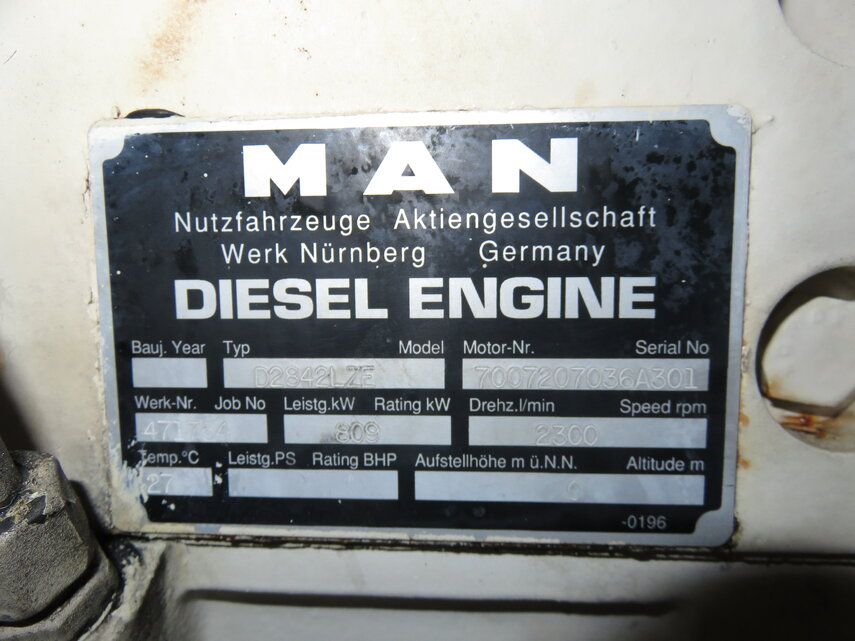 MAN
Nutzfahrzeuge Aktiengesellschaft
Werk Nürnberg Germany
DIESEL ENGINE
Bauj. Year Typ Model Motor-Nr. Serial No
D2842LZE 7007207036A301
Werk-Nr. Job No Leistg.kW Rating kW Drehz.l/min Speed rpm
809 2300
Temp.°C Leistg.PS Rating BHP Aufstellhöhe m ü.N.N. Altitude m
27 0
-0196